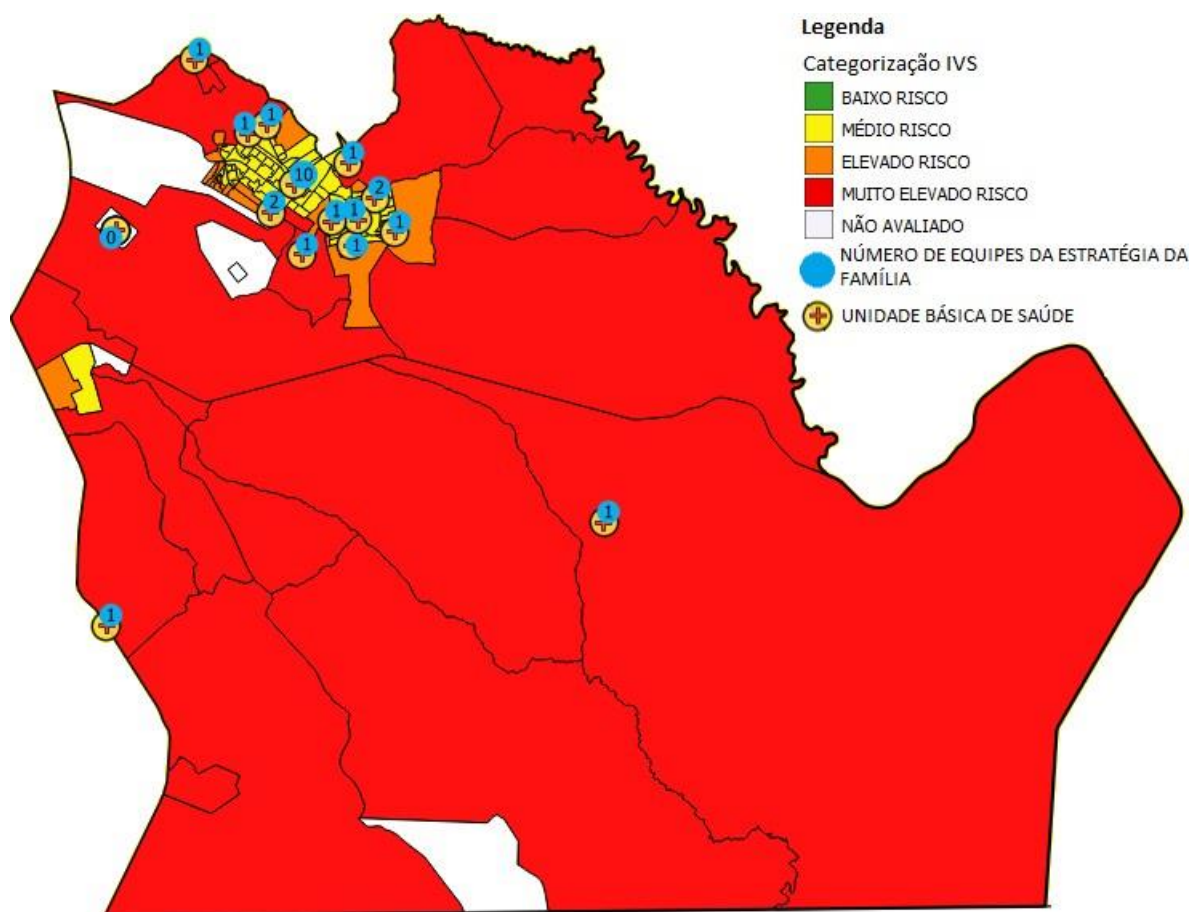 Legenda
Categorização IVS
BAIXO RISCO
MÉDIO RISCO
ELEVADO RISCO
MUITO ELEVADO RISCO
NÃO AVALIADO
NÚMERO DE EQUIPES DA ESTRATÉGIA DA
FAMÍLIA
UNIDADE BÁSICA DE SAÚDE
1
1
1
1
10
2
2
1
1
1
0
1
1
1
1